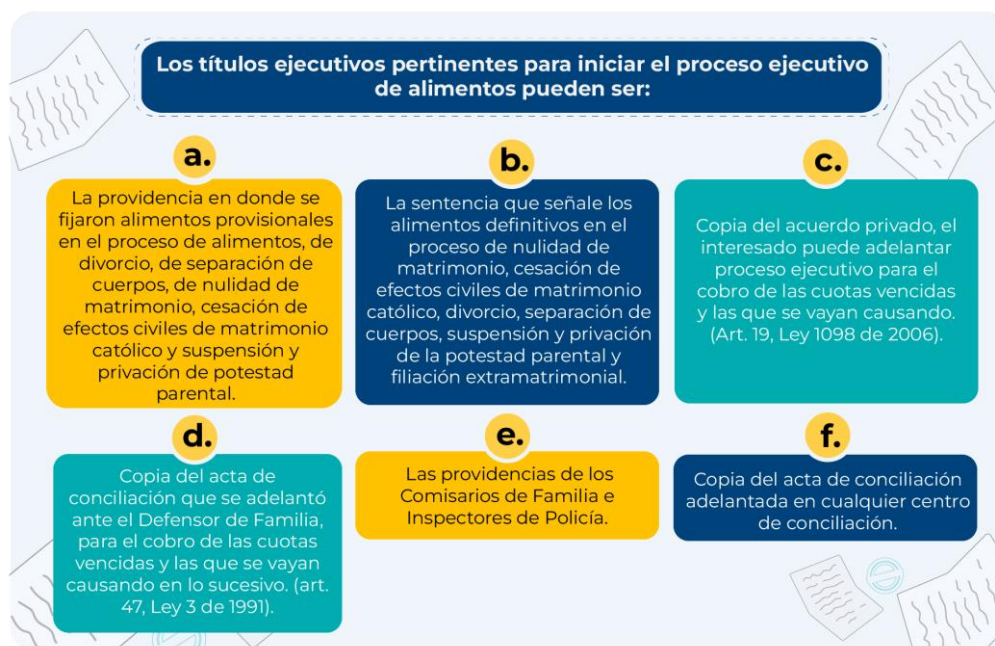 Los títulos ejecutivos pertinentes para iniciar el proceso ejecutivo
de alimentos pueden ser:
a.
La providencia en donde se
fijaron alimentos provisionales
en el proceso de alimentos, de
divorcio, de separación de
cuerpos, de nulidad de
matrimonio, cesación de
efectos civiles de matrimonio
católico y suspensión y
privación de potestad
parental.
b.
La sentencia que señale los
alimentos definitivos en el
proceso de nulidad de
matrimonio, cesación de
efectos civiles de matrimonio
católico, divorcio, separación de
cuerpos, suspensión y privación
de la potestad parental y
filiación extramatrimonial.
c.
Copia del acuerdo privado, el
interesado puede adelantar
proceso ejecutivo para el
cobro de las cuotas vencidas
y las que se vayan causando.
(Art. 19, Ley 1098 de 2006).
d.
Copia del acta de
conciliación que se adelantó
ante el Defensor de Familia,
para el cobro de las cuotas
vencidas y las que se vayan
causando en lo sucesivo. (art.
47, Ley 3 de 1991).
e.
Las providencias de los
Comisarios de Familia e
Inspectores de Policía.
f.
Copia del acta de conciliación
adelantada en cualquier centro
de conciliación.